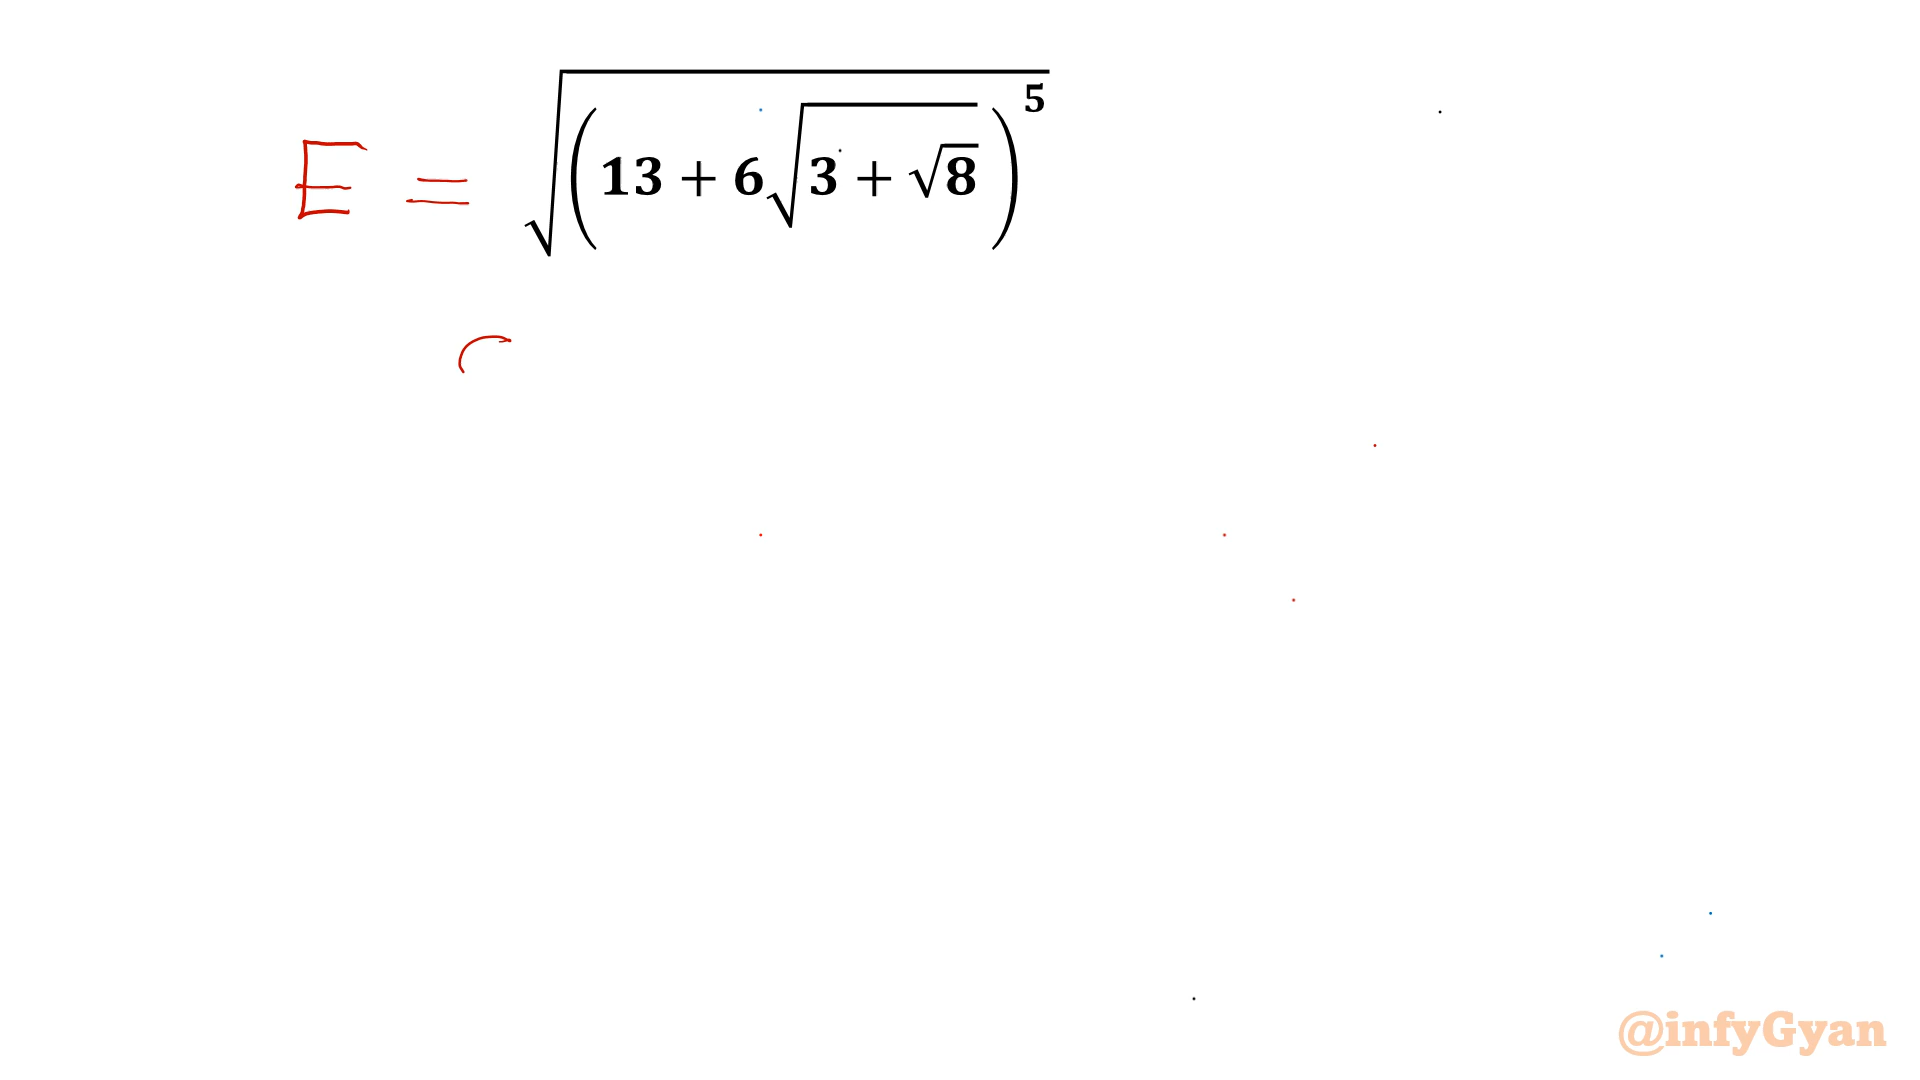 E = √(13 + 6√(3 + √8))⁵
@infyGyan